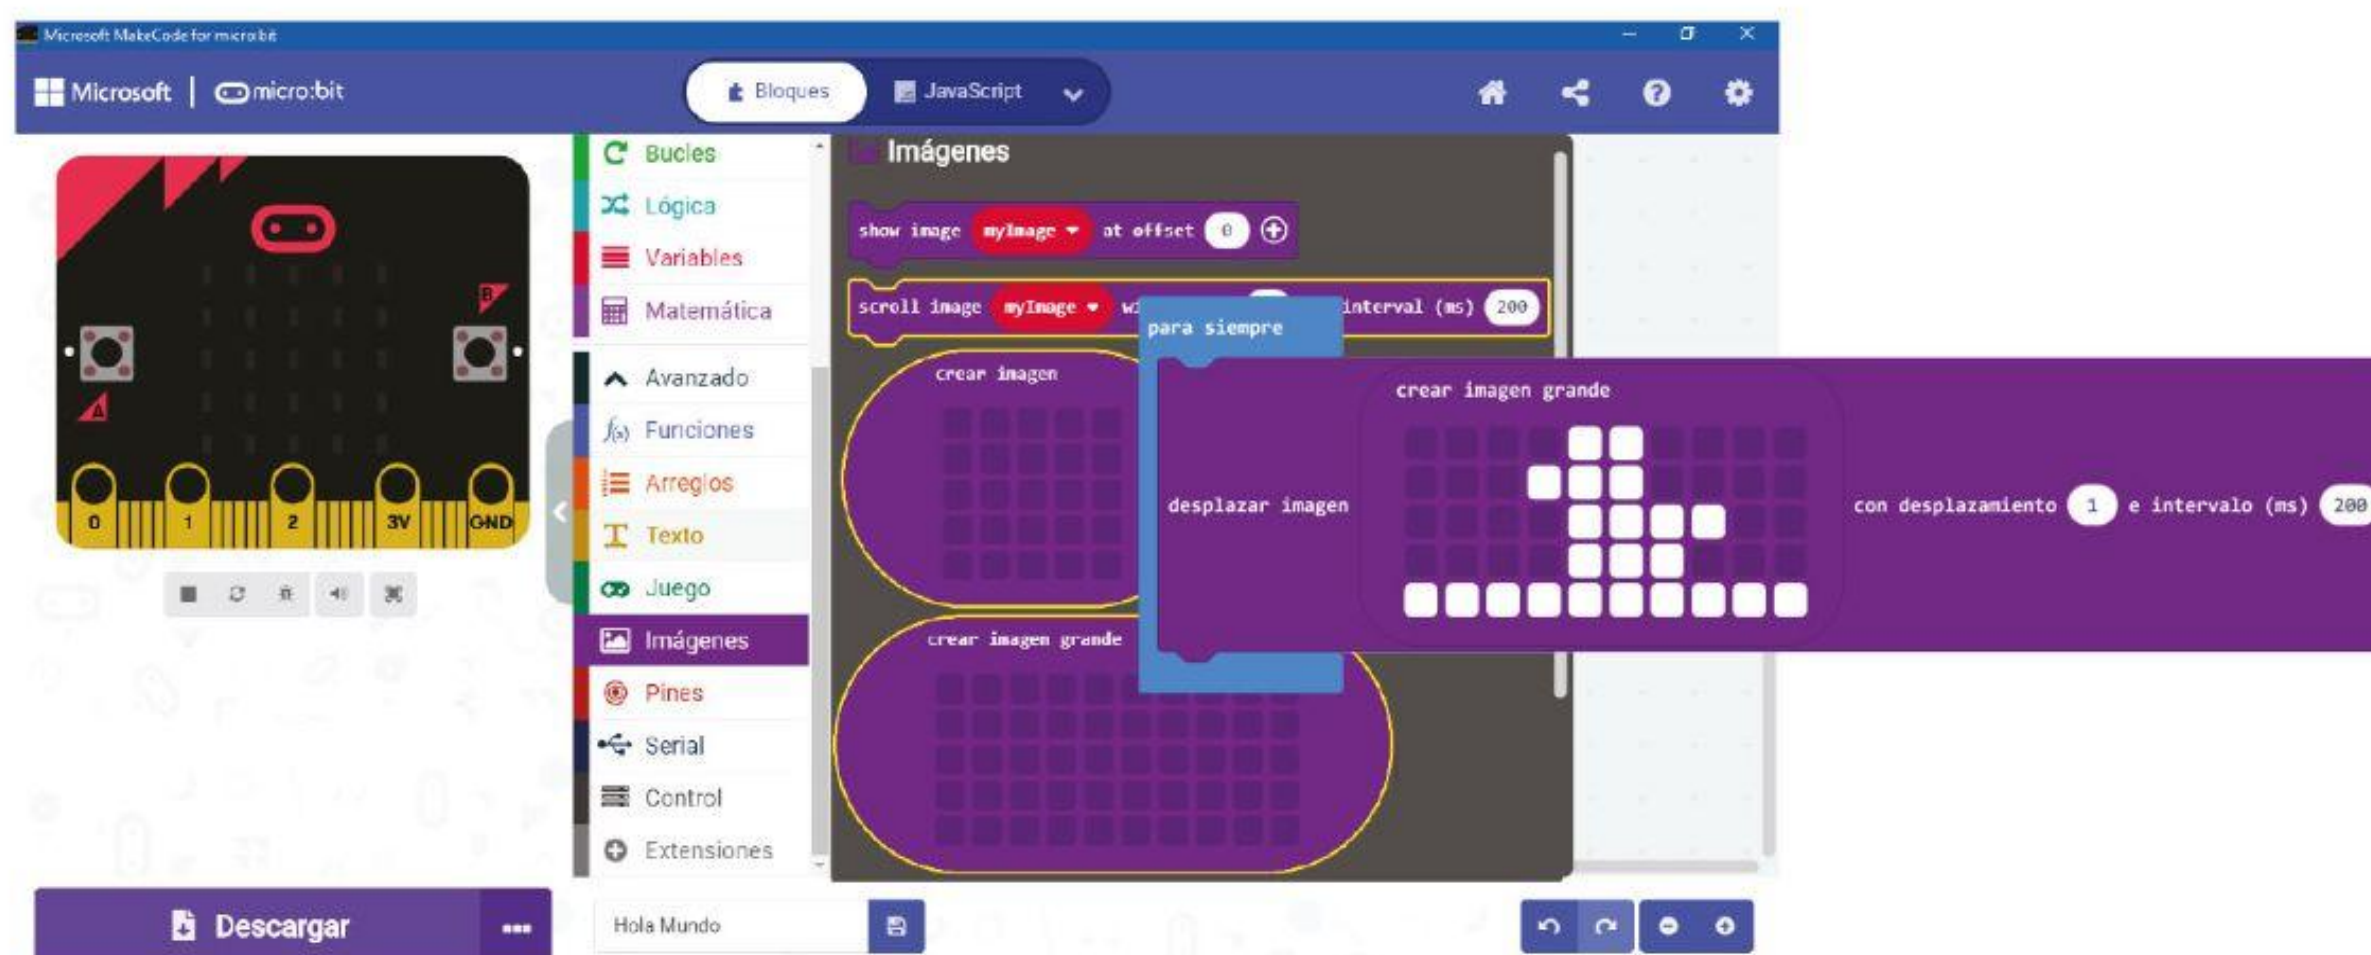 Microsoft MakeCode for micro:bit
Microsoft | micro:bit
Bloques
JavaScript
B
A
0 1 2 3V GND
Descargar
Bucles
Lógica
Variables
Matemática
Avanzado
f(x) Funciones
Arreglos
Texto
Juego
Imágenes
Pines
Serial
Control
Extensiones
Hola Mundo
Imágenes
show image myImage at offset 0
scroll image myImage wi interval (ms) 200
crear imagen
crear imagen grande
para siempre
desplazar imagen
crear imagen grande
con desplazamiento 1 e intervalo (ms) 200